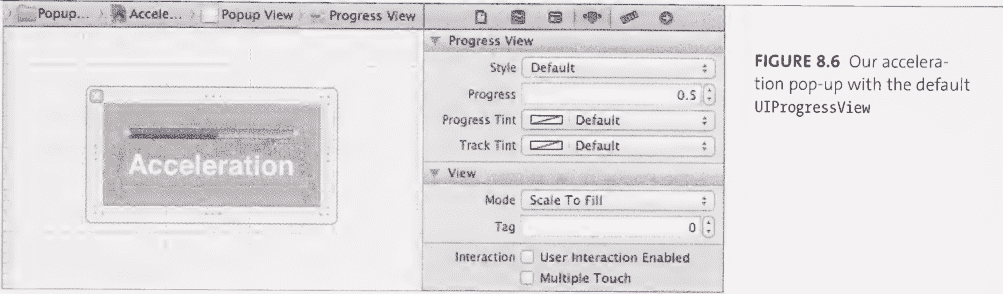 Popup... Accele... Popup View Progress View
Acceleration
Progress View
Style Default
Progress 0.5
Progress Tint Default
Track Tint Default
View
Mode Scale To Fill
Tag 0
Interaction User Interaction Enabled
Multiple Touch
FIGURE 8.6 Our accelera-
tion pop-up with the default
UIProgressView